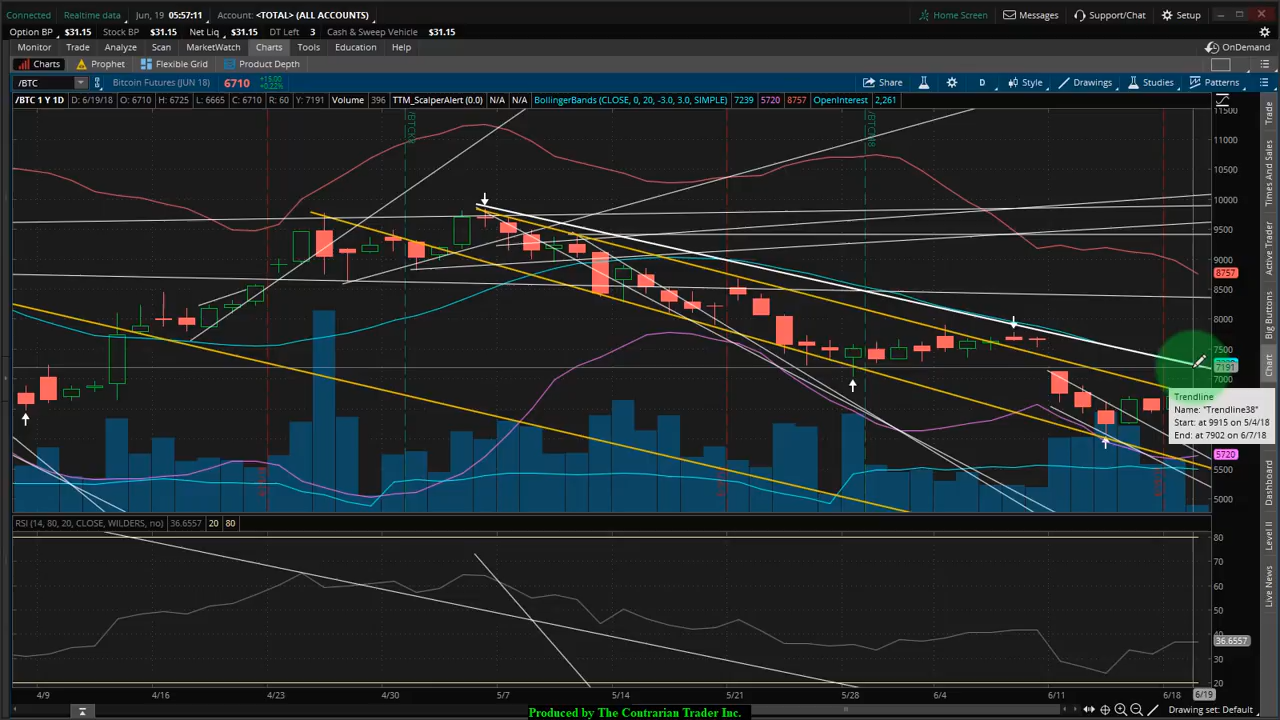 Connected Realtime data Jun, 19 05:57:11 Account: <TOTAL> (ALL ACCOUNTS) Home Screen Messages Support/Chat Setup
Option BP $31.15 Stock BP $31.15 Net Liq $31.15 DT Left 3 Cash & Sweep Vehicle $31.15
Monitor Trade Analyze Scan MarketWatch Charts Tools Education Help OnDemand
Charts Prophet Flexible Grid Product Depth
/BTC Bitcoin Futures (JUN 18) 6710 +15.00 +0.22% Share D Style Drawings Studies Patterns
/BTC 1 Y 1D D: 6/19/18 O: 6710 H: 6725 L: 6665 C: 6710 R: 60 Y: 7191 Volume 396 TTM_ScalperAlert (0.0) N/A N/A BollingerBands (CLOSE, 0, 20, -3.0, 3.0, SIMPLE) 7239 5720 8757 OpenInterest 2,261
11500
11000
10500
10000
9500
9000
8757
8500
8000
7500
7191
7000
Trendline
Name: "Trendline38"
Start: at 9915 on 5/4/18
End: at 7902 on 6/7/18
5720
5500
5000
Trade
Times And Sales
Active Trader
Big Buttons
Chart
Dashboard
Level II
Live News
RSI (14, 80, 20, CLOSE, WILDERS, no) 36.6557 20 80
80
70
60
50
40
36.6557
30
20
4/9 4/16 4/23 4/30 5/7 5/14 5/21 5/28 6/4 6/11 6/18 6/19
Produced by The Contrarian Trader Inc.
Drawing set: Default